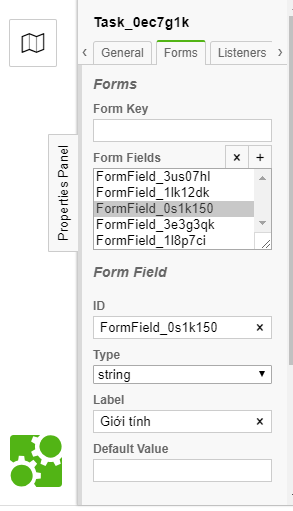 Task_0ec7g1k
General Forms Listeners
Forms
Form Key
Form Fields
FormField_3us07hl
FormField_1lk12dk
FormField_0s1k150
FormField_3e3g3qk
FormField_1l8p7ci
Form Field
ID
FormField_0s1k150
Type
string
Label
Giới tính
Default Value
Properties Panel